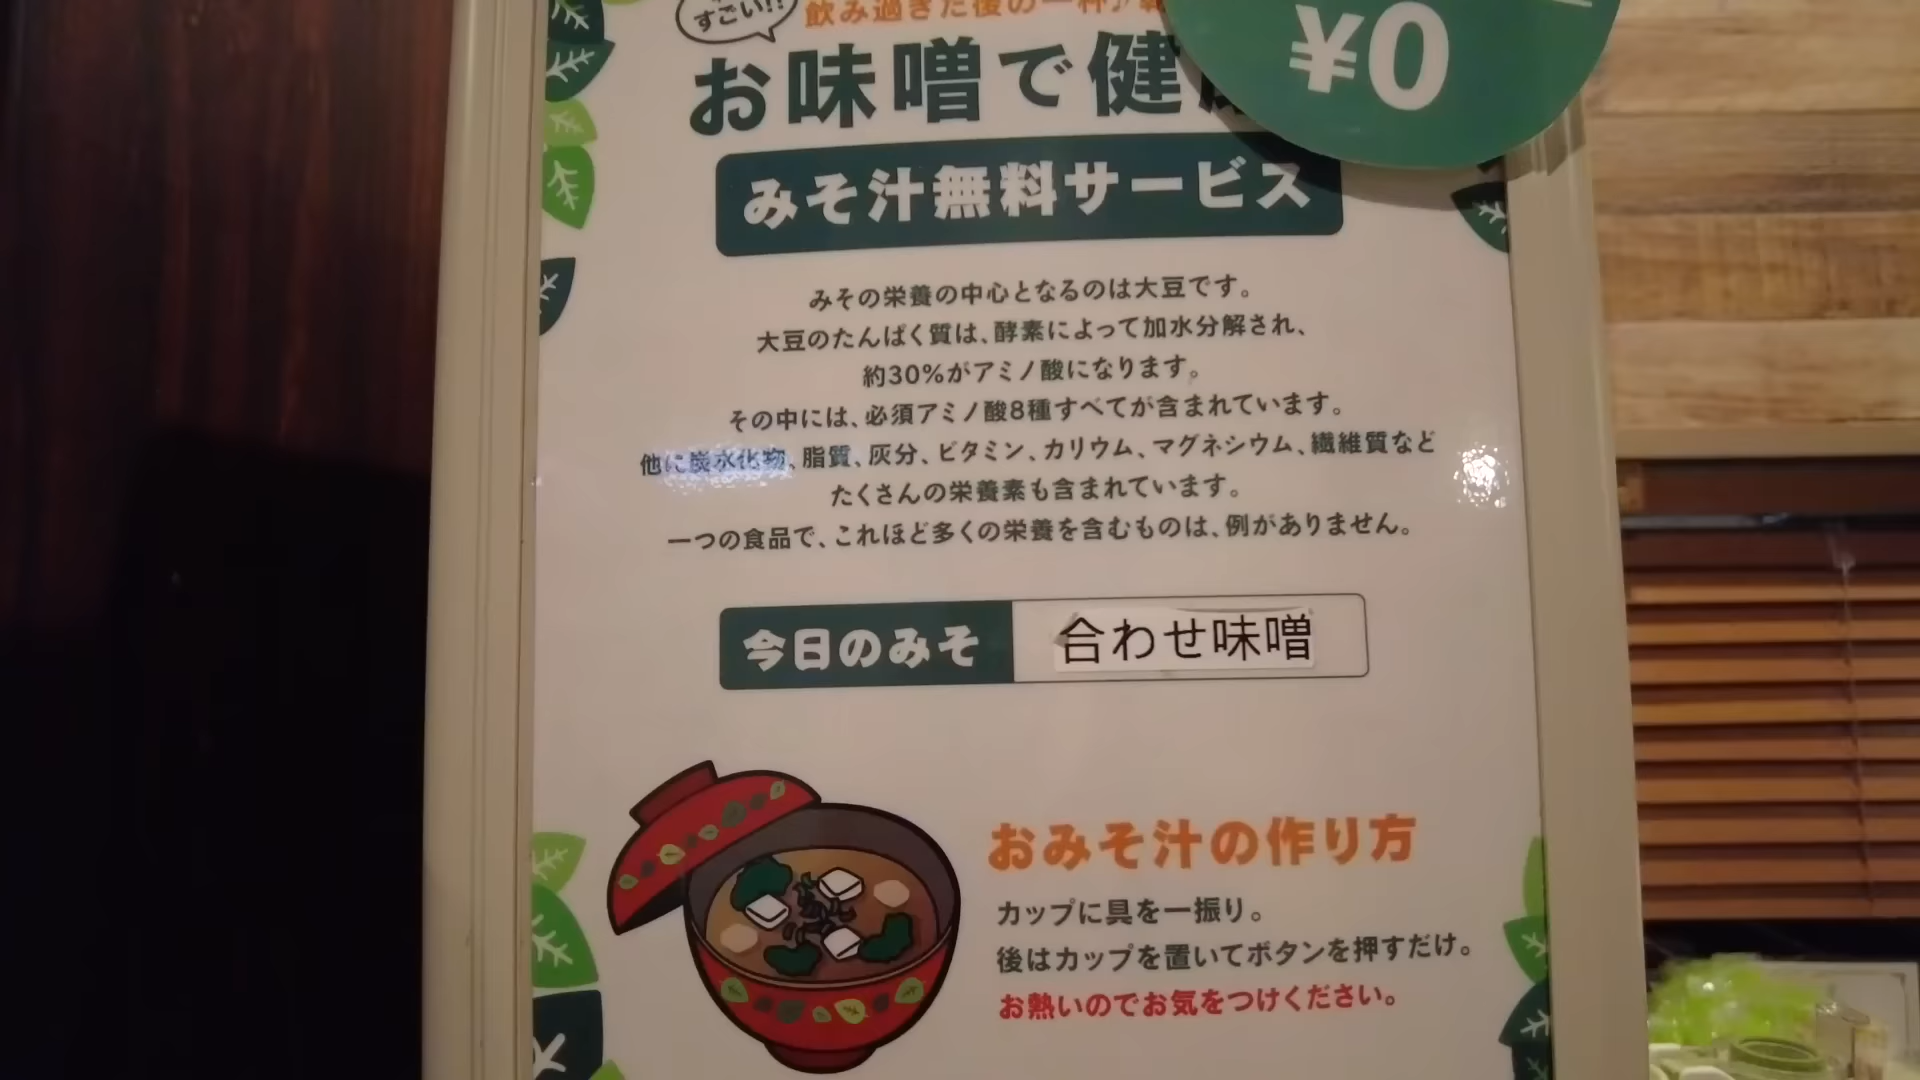 すごい!!
飲み過ぎた後の一杯♪
¥0
お味噌で健
みそ汁無料サービス
みその栄養の中心となるのは大豆です。
大豆のたんぱく質は、酵素によって加水分解され、
約30%がアミノ酸になります。
その中には、必須アミノ酸8種すべてが含まれています。
他に炭水化物、脂質、灰分、ビタミン、カリウム、マグネシウム、繊維質など
たくさんの栄養素も含まれています。
一つの食品で、これほど多くの栄養を含むものは、例がありません。
今日のみそ 合わせ味噌
おみそ汁の作り方
カップに具を一振り。
後はカップを置いてボタンを押すだけ。
お熱いのでお気をつけください。